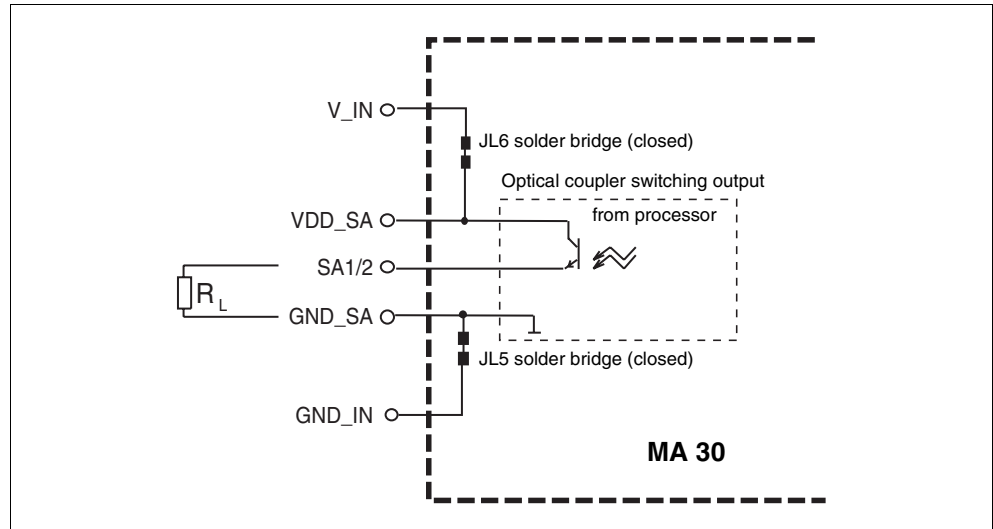 V_IN
JL6 solder bridge (closed)
Optical coupler switching output
from processor
VDD_SA
SA1/2
R L
GND_SA
JL5 solder bridge (closed)
GND_IN
MA 30